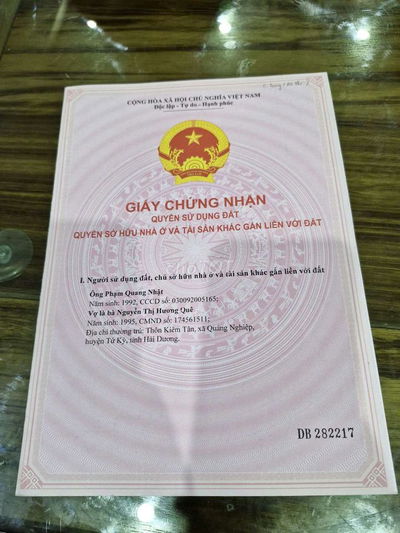 CỘNG HÒA XÃ HỘI CHỦ NGHĨA VIỆT NAM
Độc lập - Tự do - Hạnh phúc
GIẤY CHỨNG NHẬN
QUYỀN SỬ DỤNG ĐẤT
QUYỀN SỞ HỮU NHÀ Ở VÀ TÀI SẢN KHÁC GẮN LIỀN VỚI ĐẤT
I. Người sử dụng đất, chủ sở hữu nhà ở và tài sản khác gắn liền với đất
Ông Phạm Quang Nhật
Năm sinh: 1992, CCCD số: 030092005165;
Vợ là bà Nguyễn Thị Hương Quê
Năm sinh: 1995, CMND số: 174561511;
Địa chỉ thường trú: Thôn Kiêm Tân, xã Quảng Nghiệp,
huyện Tứ Kỳ, tỉnh Hải Dương.
DB 282217